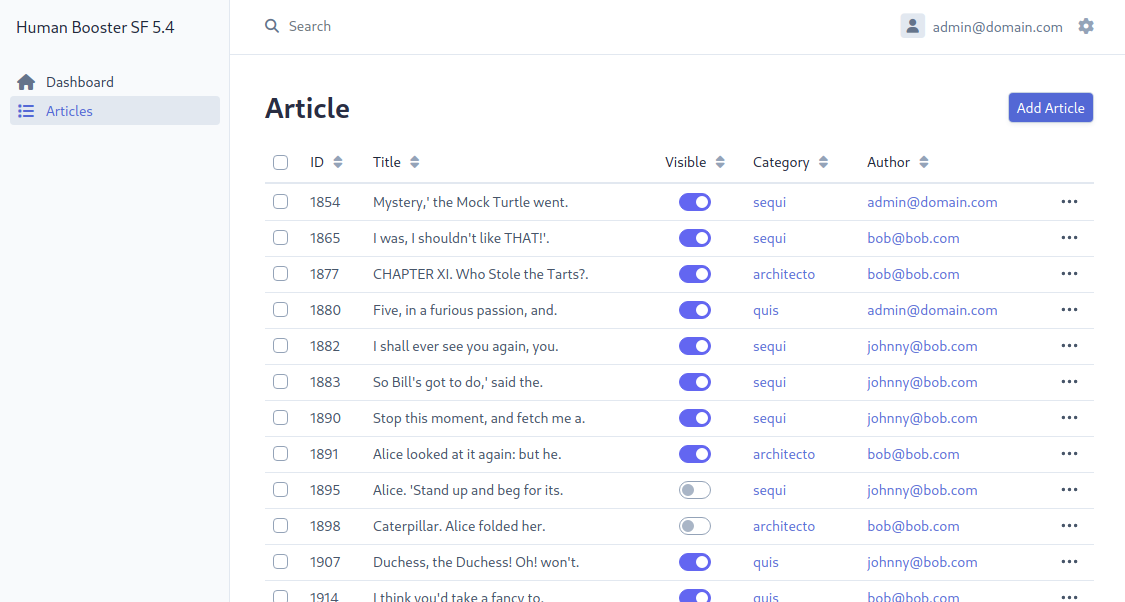 Human Booster SF 5.4
Search
admin@domain.com
Dashboard
Articles
Article
Add Article
ID Title Visible Category Author
1854 Mystery,' the Mock Turtle went. sequi admin@domain.com
1865 I was, I shouldn't like THAT!'. sequi bob@bob.com
1877 CHAPTER XI. Who Stole the Tarts?. architecto bob@bob.com
1880 Five, in a furious passion, and. quis admin@domain.com
1882 I shall ever see you again, you. sequi johnny@bob.com
1883 So Bill's got to do,' said the. sequi johnny@bob.com
1890 Stop this moment, and fetch me a. sequi johnny@bob.com
1891 Alice looked at it again: but he. architecto bob@bob.com
1895 Alice. 'Stand up and beg for its. sequi johnny@bob.com
1898 Caterpillar. Alice folded her. architecto bob@bob.com
1907 Duchess, the Duchess! Oh! won't. quis johnny@bob.com
1914 I think you'd take a fancy to. quis bob@bob.com